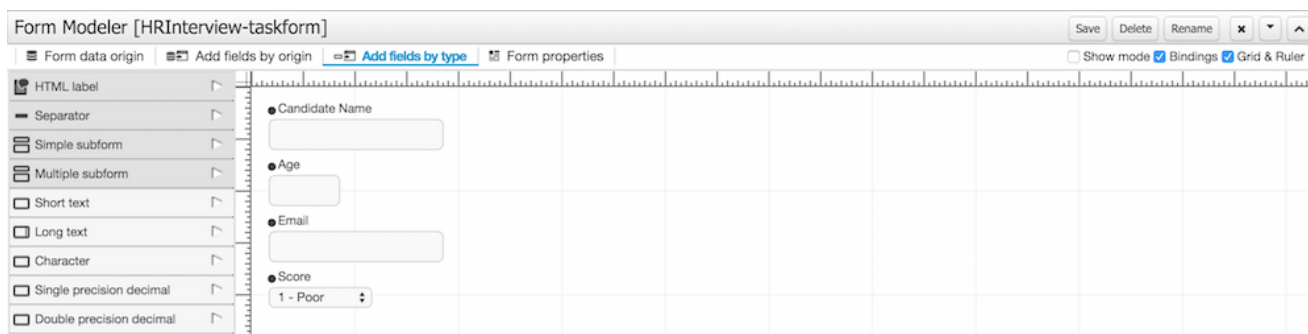 Form Modeler [HRInterview-taskform]
Save Delete Rename
Form data origin Add fields by origin Add fields by type Form properties
Show mode Bindings Grid & Ruler
HTML label
Separator
Simple subform
Multiple subform
Short text
Long text
Character
Single precision decimal
Double precision decimal
Candidate Name
Age
Email
Score
1 - Poor